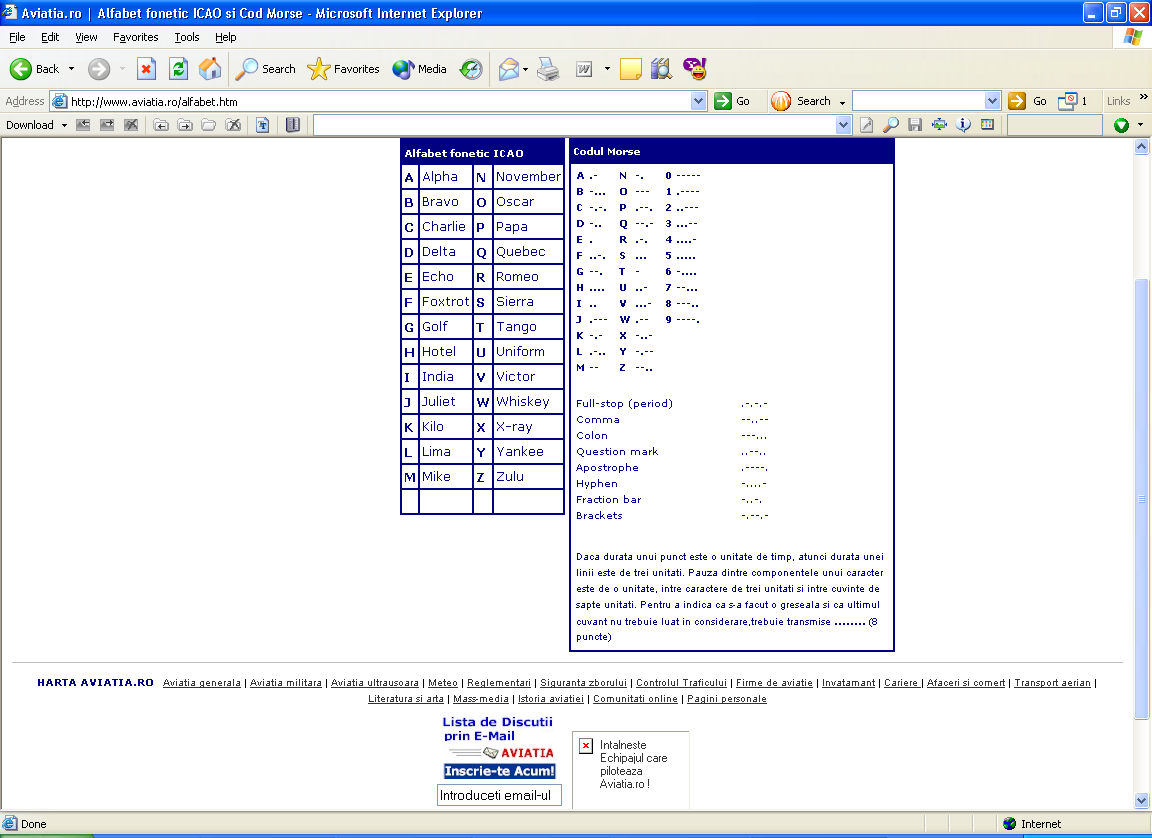 Aviatia.ro | Alfabet fonetic ICAO si Cod Morse - Microsoft Internet Explorer
File Edit View Favorites Tools Help
Back Search Favorites Media
Address http://www.aviatia.ro/alfabet.htm Go Search Go 1 Links »
Download
Alfabet fonetic ICAO
A Alpha N November
B Bravo O Oscar
C Charlie P Papa
D Delta Q Quebec
E Echo R Romeo
F Foxtrot S Sierra
G Golf T Tango
H Hotel U Uniform
I India V Victor
J Juliet W Whiskey
K Kilo X X-ray
L Lima Y Yankee
M Mike Z Zulu
Codul Morse
A .- N -. 0 -----
B -... O --- 1 .----
C -.-. P .--. 2 ..---
D -.. Q --.- 3 ...--
E . R .-. 4 ....-
F ..-. S ... 5 .....
G --. T - 6 -....
H .... U ..- 7 --...
I .. V ...- 8 ---..
J .--- W .-- 9 ----.
K -.- X -..-
L .-.. Y -.--
M -- Z --..
Full-stop (period) .-.-.-
Comma --..--
Colon ---...
Question mark ..--..
Apostrophe .----.
Hyphen -....-
Fraction bar -..-.
Brackets -.--.-
Daca durata unui punct este o unitate de timp, atunci durata unei
linii este de trei unitati. Pauza dintre componentele unui caracter
este de o unitate, intre caractere de trei unitati si intre cuvinte de
sapte unitati. Pentru a indica ca s-a facut o greseala si ca ultimul
cuvant nu trebuie luat in considerare,trebuie transmise ........ (8
puncte)
HARTA AVIATIA.RO Aviatia generala | Aviatia militara | Aviatia ultrausoara | Meteo | Reglementari | Siguranta zborului | Controlul Traficului | Firme de aviatie | Invatamant | Cariere | Afaceri si comert | Transport aerian |
Literatura si arta | Mass-media | Istoria aviatiei | Comunitati online | Pagini personale
Lista de Discutii
prin E-Mail
AVIATIA
Inscrie-te Acum!
Introduceti email-ul
Intalneste
Echipajul care
piloteaza
Aviatia.ro !
Done Internet